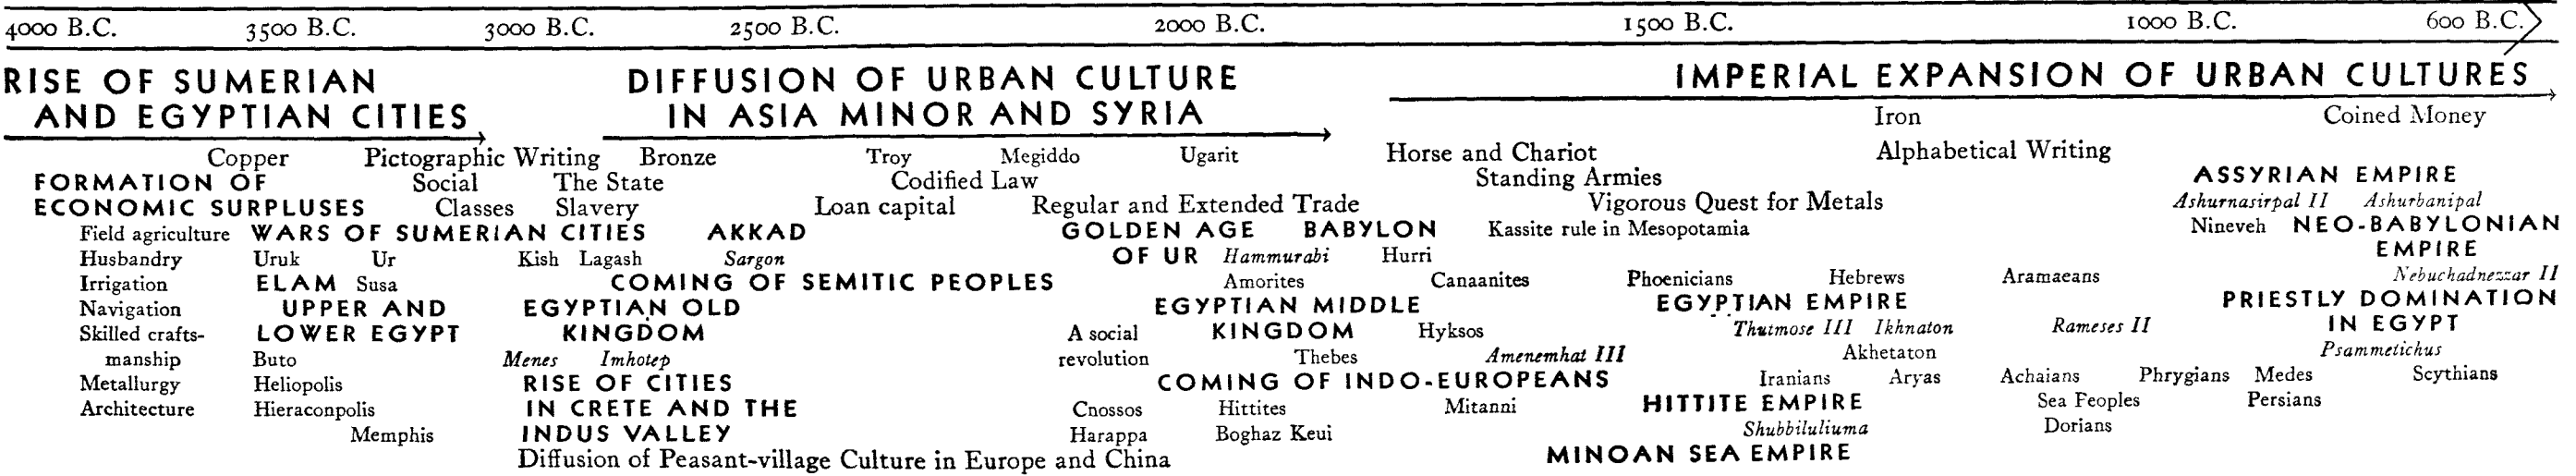 4000 B.C. 3500 B.C. 3000 B.C. 2500 B.C. 2000 B.C. 1500 B.C. 1000 B.C. 600 B.C.
RISE OF SUMERIAN DIFFUSION OF URBAN CULTURE IMPERIAL EXPANSION OF URBAN CULTURES
AND EGYPTIAN CITIES IN ASIA MINOR AND SYRIA Iron Coined Money
Copper Pictographic Writing Bronze Troy Megiddo Ugarit Horse and Chariot Alphabetical Writing
FORMATION OF Social The State Codified Law Standing Armies ASSYRIAN EMPIRE
ECONOMIC SURPLUSES Classes Slavery Loan capital Regular and Extended Trade Vigorous Quest for Metals Ashurnasirpal II Ashurbanipal
Field agriculture WARS OF SUMERIAN CITIES AKKAD GOLDEN AGE BABYLON Kassite rule in Mesopotamia Nineveh NEO-BABYLONIAN
Husbandry Uruk Ur Kish Lagash Sargon OF UR Hammurabi Hurri EMPIRE
Irrigation ELAM Susa COMING OF SEMITIC PEOPLES Amorites Canaanites Phoenicians Hebrews Aramaeans Nebuchadnezzar II
Navigation UPPER AND EGYPTIAN OLD EGYPTIAN MIDDLE EGYPTIAN EMPIRE PRIESTLY DOMINATION
Skilled crafts- LOWER EGYPT KINGDOM A social KINGDOM Hyksos Thutmose III Ikhnaton Rameses II IN EGYPT
manship Buto Menes Imhotep revolution Thebes Amenemhat III Akhetaton Psammetichus
Metallurgy Heliopolis RISE OF CITIES COMING OF INDO-EUROPEANS Iranians Aryas Achaians Phrygians Medes Scythians
Architecture Hieraconpolis IN CRETE AND THE Cnossos Hittites Mitanni HITTITE EMPIRE Sea Peoples Persians
Memphis INDUS VALLEY Harappa Boghaz Keui Shubbiluliuma Dorians
Diffusion of Peasant-village Culture in Europe and China MINOAN SEA EMPIRE